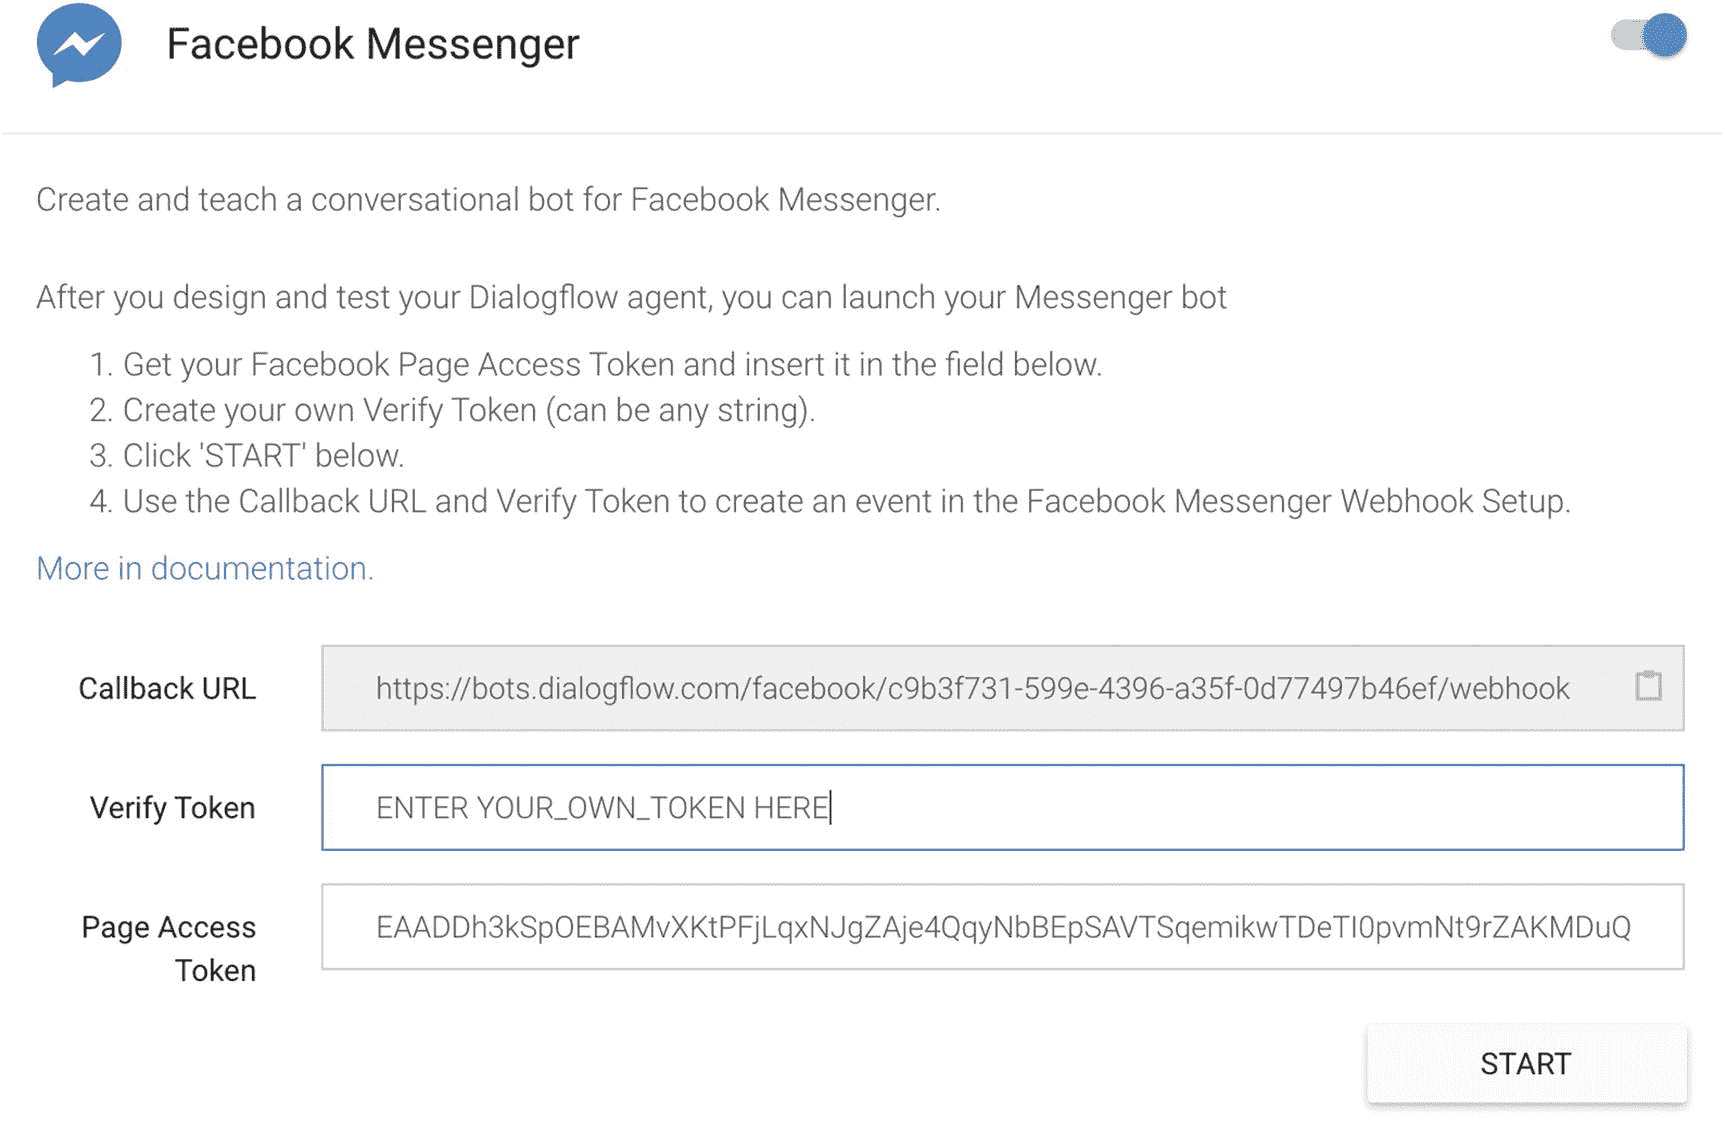 Facebook Messenger
Create and teach a conversational bot for Facebook Messenger.
After you design and test your Dialogflow agent, you can launch your Messenger bot
1. Get your Facebook Page Access Token and insert it in the field below.
2. Create your own Verify Token (can be any string).
3. Click 'START' below.
4. Use the Callback URL and Verify Token to create an event in the Facebook Messenger Webhook Setup.
More in documentation.
Callback URL https://bots.dialogflow.com/facebook/c9b3f731-599e-4396-a35f-0d77497b46ef/webhook
Verify Token ENTER YOUR_OWN_TOKEN HERE
Page Access EAADDh3kSpOEBAMvXKtPFjLqxNJgZAje4QqyNbBEpSAVTSqemikwTDeTI0pvmNt9rZAKMDuQ
Token
START